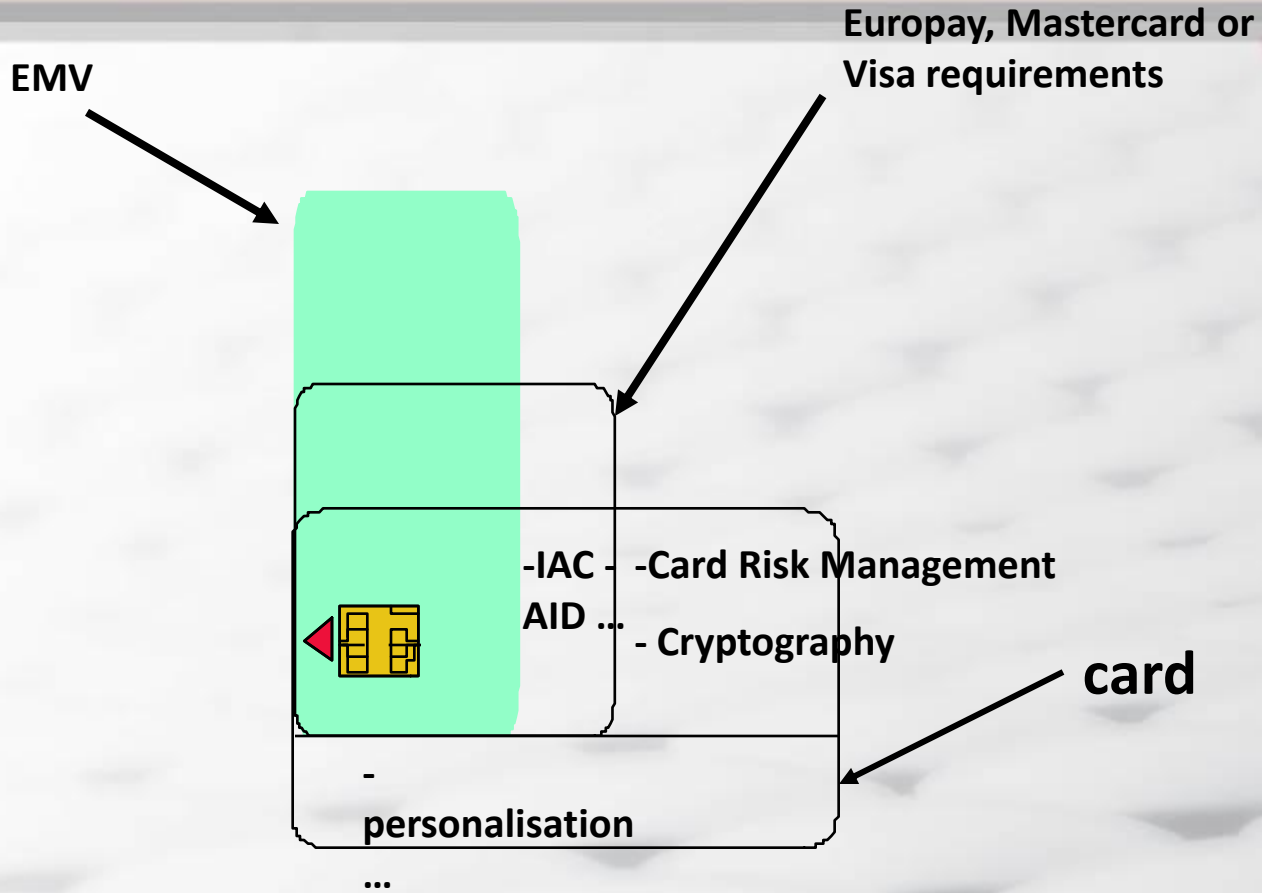 Europay, Mastercard or
Visa requirements
EMV
-IAC -
AID ...
-Card Risk Management
- Cryptography
card
-
personalisation
...